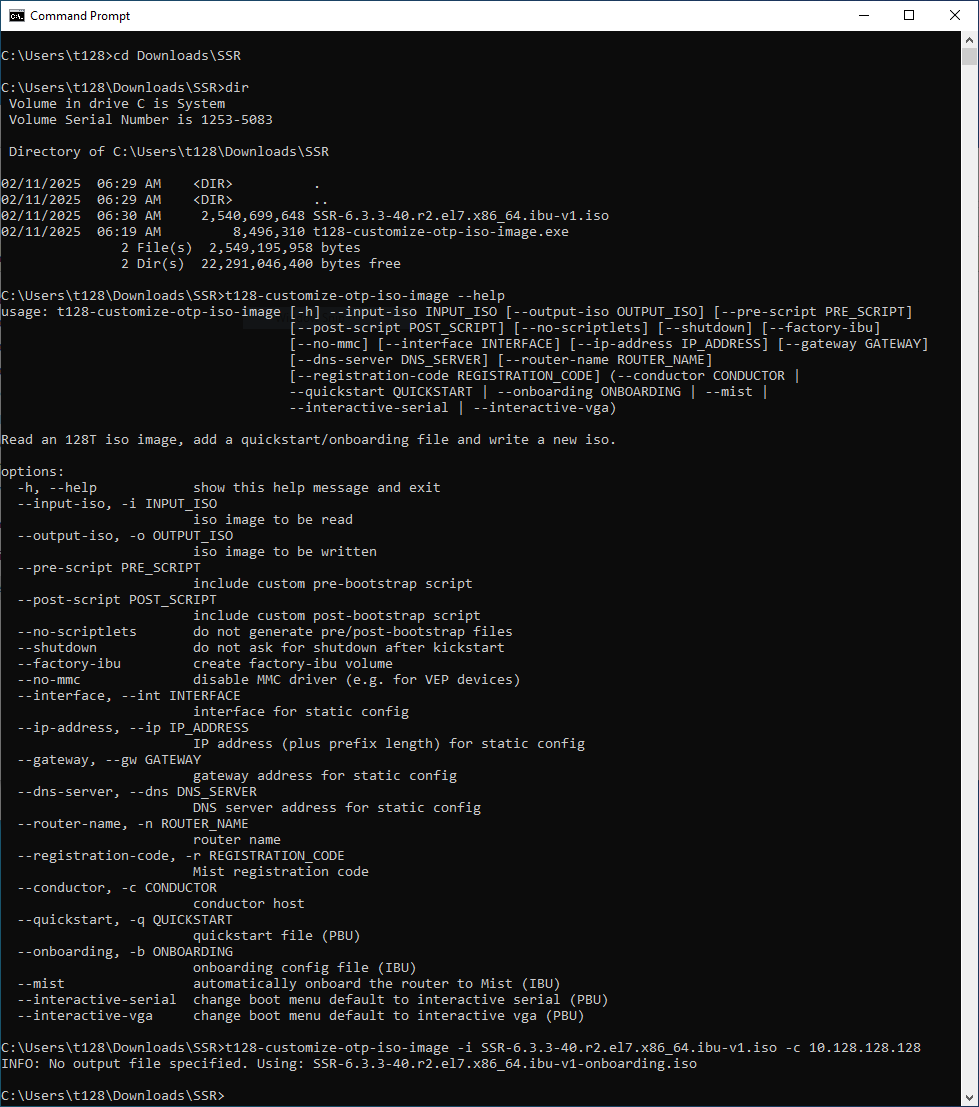 Command Prompt
C:\Users\t128>cd Downloads\SSR
C:\Users\t128\Downloads\SSR>dir
 Volume in drive C is System
 Volume Serial Number is 1253-5083
 Directory of C:\Users\t128\Downloads\SSR
02/11/2025  06:29 AM    <DIR>          .
02/11/2025  06:29 AM    <DIR>          ..
02/11/2025  06:30 AM     2,540,699,648 SSR-6.3.3-40.r2.el7.x86_64.ibu-v1.iso
02/11/2025  06:19 AM         8,496,310 t128-customize-otp-iso-image.exe
               2 File(s)  2,549,195,958 bytes
               2 Dir(s)  22,291,046,400 bytes free
C:\Users\t128\Downloads\SSR>t128-customize-otp-iso-image --help
usage: t128-customize-otp-iso-image [-h] --input-iso INPUT_ISO [--output-iso OUTPUT_ISO] [--pre-script PRE_SCRIPT]
                                    [--post-script POST_SCRIPT] [--no-scriptlets] [--shutdown] [--factory-ibu]
                                    [--no-mmc] [--interface INTERFACE] [--ip-address IP_ADDRESS] [--gateway GATEWAY]
                                    [--dns-server DNS_SERVER] [--router-name ROUTER_NAME]
                                    [--registration-code REGISTRATION_CODE] (--conductor CONDUCTOR |
                                    --quickstart QUICKSTART | --onboarding ONBOARDING | --mist |
                                    --interactive-serial | --interactive-vga)
Read an 128T iso image, add a quickstart/onboarding file and write a new iso.
options:
  -h, --help            show this help message and exit
  --input-iso, -i INPUT_ISO
                        iso image to be read
  --output-iso, -o OUTPUT_ISO
                        iso image to be written
  --pre-script PRE_SCRIPT
                        include custom pre-bootstrap script
  --post-script POST_SCRIPT
                        include custom post-bootstrap script
  --no-scriptlets       do not generate pre/post-bootstrap files
  --shutdown            do not ask for shutdown after kickstart
  --factory-ibu         create factory-ibu volume
  --no-mmc              disable MMC driver (e.g. for VEP devices)
  --interface, --int INTERFACE
                        interface for static config
  --ip-address, --ip IP_ADDRESS
                        IP address (plus prefix length) for static config
  --gateway, --gw GATEWAY
                        gateway address for static config
  --dns-server, --dns DNS_SERVER
                        DNS server address for static config
  --router-name, -n ROUTER_NAME
                        router name
  --registration-code, -r REGISTRATION_CODE
                        Mist registration code
  --conductor, -c CONDUCTOR
                        conductor host
  --quickstart, -q QUICKSTART
                        quickstart file (PBU)
  --onboarding, -b ONBOARDING
                        onboarding config file (IBU)
  --mist                automatically onboard the router to Mist (IBU)
  --interactive-serial  change boot menu default to interactive serial (PBU)
  --interactive-vga     change boot menu default to interactive vga (PBU)
C:\Users\t128\Downloads\SSR>t128-customize-otp-iso-image -i SSR-6.3.3-40.r2.el7.x86_64.ibu-v1.iso -c 10.128.128.128
INFO: No output file specified. Using: SSR-6.3.3-40.r2.el7.x86_64.ibu-v1-onboarding.iso
C:\Users\t128\Downloads\SSR>